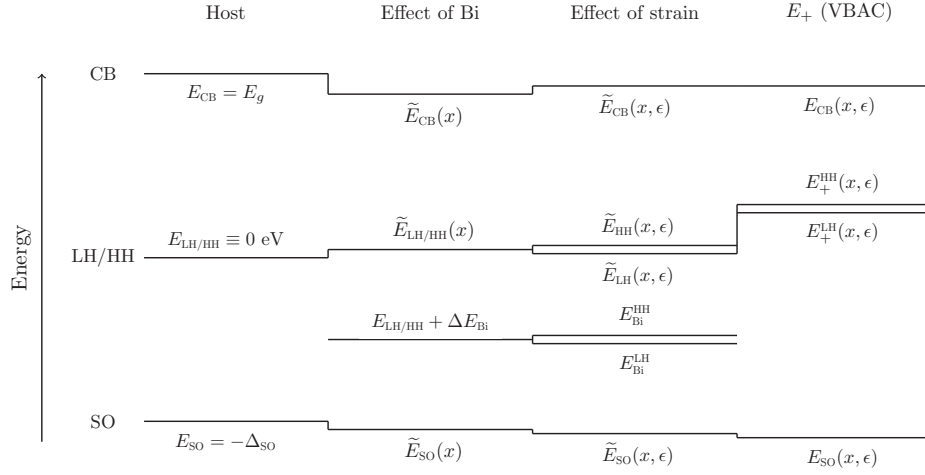 Host Effect of Bi Effect of strain E₊ (VBAC)
CB
E_CB = E_g
Ẽ_CB(x)
Ẽ_CB(x, ϵ)
E_CB(x, ϵ)
E₊^HH(x, ϵ)
E₊^LH(x, ϵ)
Energy
LH/HH
E_LH/HH ≡ 0 eV
Ẽ_LH/HH(x)
Ẽ_HH(x, ϵ)
Ẽ_LH(x, ϵ)
E_LH/HH + ΔE_Bi
E_Bi^HH
E_Bi^LH
SO
E_SO = −Δ_SO
Ẽ_SO(x)
Ẽ_SO(x, ϵ)
E_SO(x, ϵ)